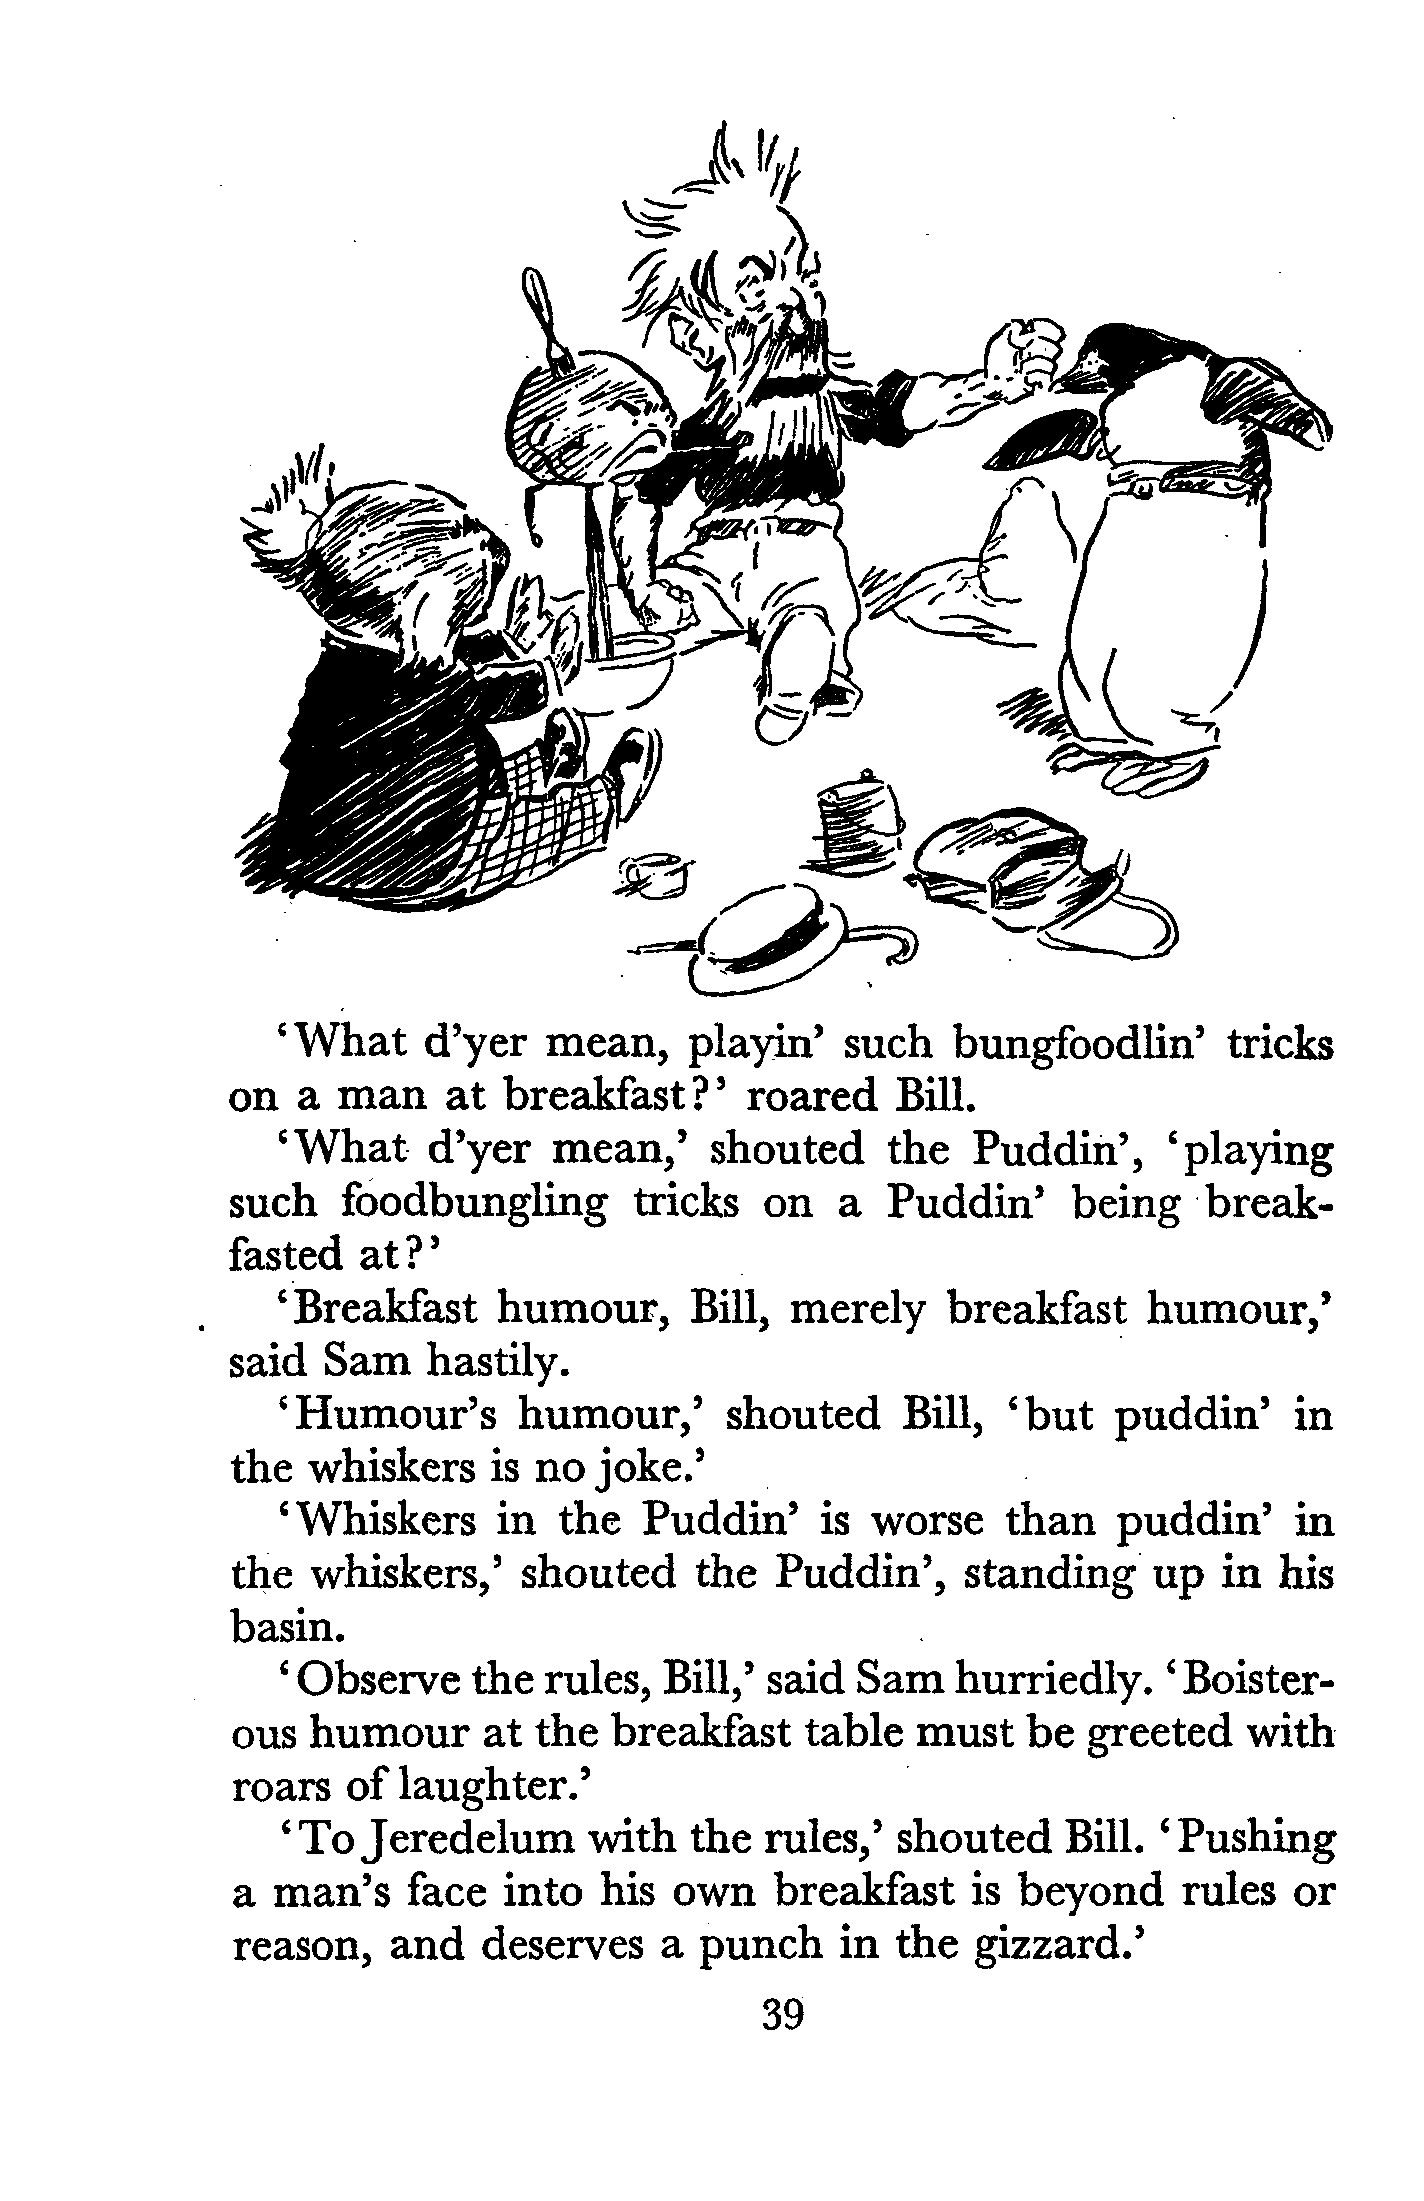 ‘What d’yer mean, playin’ such bungfoodlin’ tricks
on a man at breakfast?’ roared Bill.
‘What d’yer mean,’ shouted the Puddin’, ‘playing
such foodbungling tricks on a Puddin’ being break-
fasted at?’
‘Breakfast humour, Bill, merely breakfast humour,’
said Sam hastily.
‘Humour’s humour,’ shouted Bill, ‘but puddin’ in
the whiskers is no joke.’
‘Whiskers in the Puddin’ is worse than puddin’ in
the whiskers,’ shouted the Puddin’, standing up in his
basin.
‘Observe the rules, Bill,’ said Sam hurriedly. ‘Boister-
ous humour at the breakfast table must be greeted with
roars of laughter.’
‘To Jeredelum with the rules,’ shouted Bill. ‘Pushing
a man’s face into his own breakfast is beyond rules or
reason, and deserves a punch in the gizzard.’
39